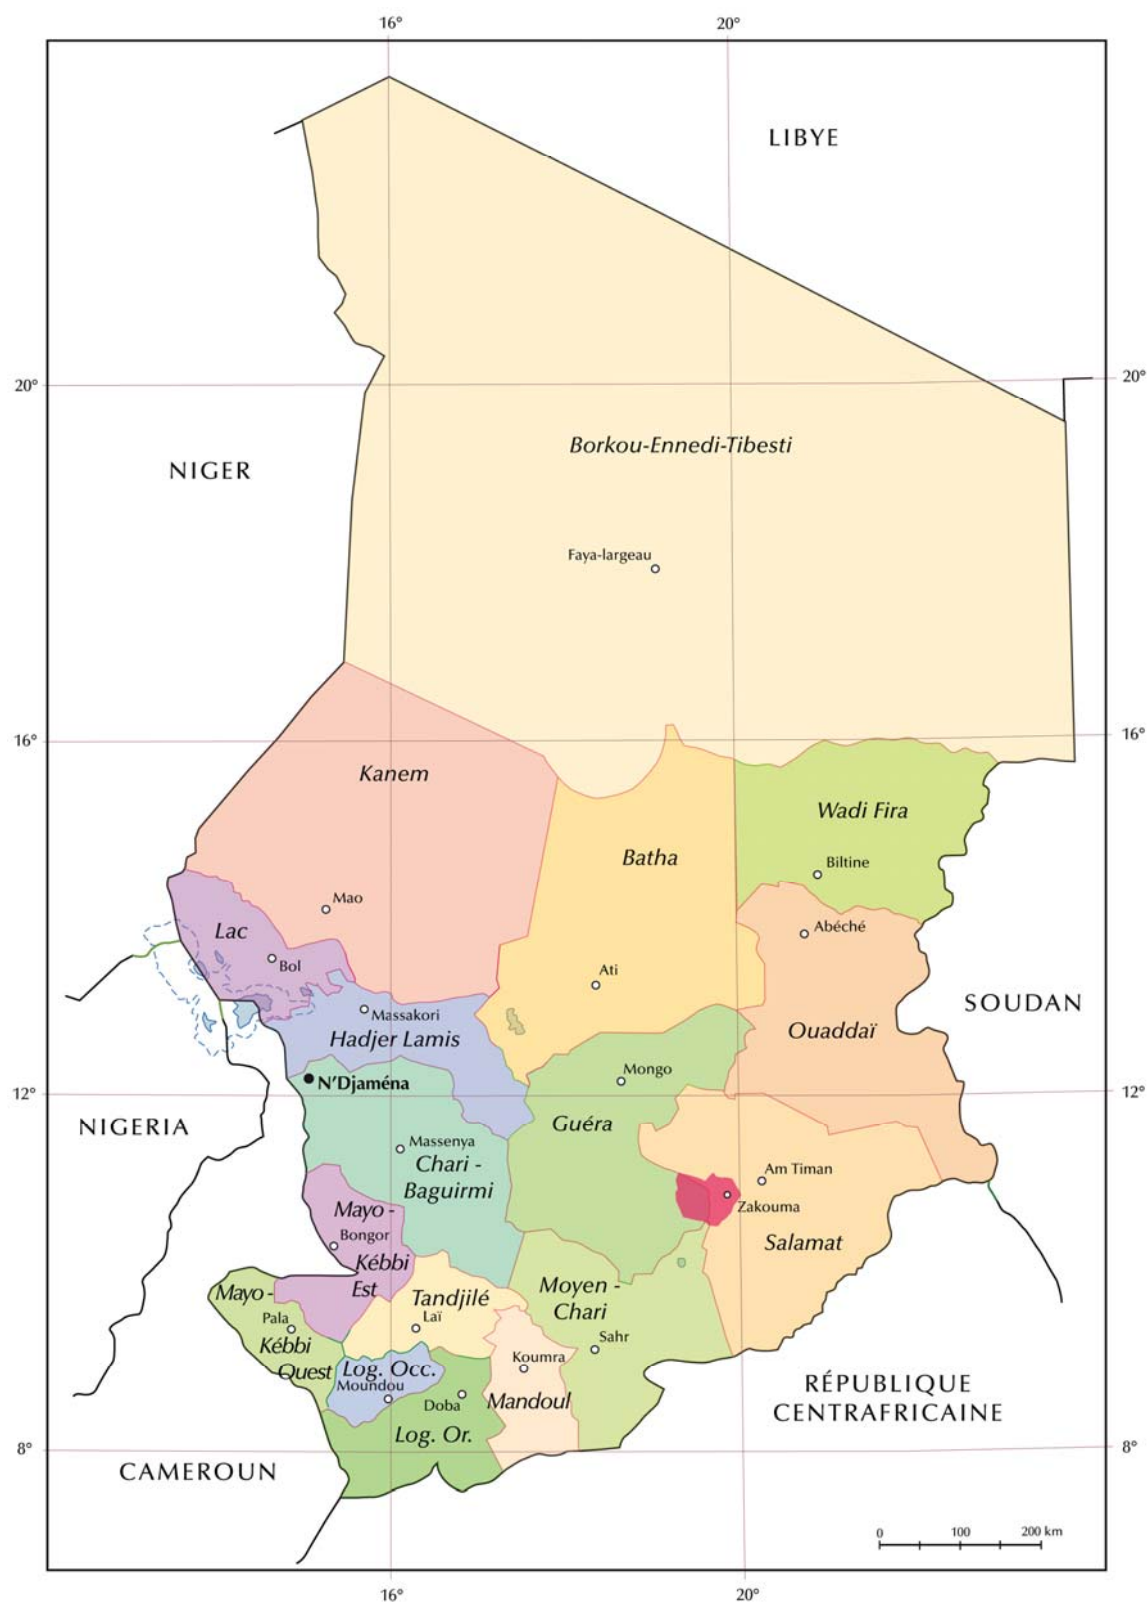 16°
20°
LIBYE
20°
20°
Borkou-Ennedi-Tibesti
NIGER
Faya-largeau
16°
16°
Kanem
Wadi Fira
Batha
Biltine
Mao
Lac
Abéché
Bol
Ati
SOUDAN
Massakori
Ouaddaï
Hadjer Lamis
Mongo
N'Djaména
12°
12°
NIGERIA
Guéra
Massenya
Chari -
Baguirmi
Am Timan
Zakouma
Mayo -
Bongor
Kébbi
Est
Salamat
Mayo -
Moyen -
Chari
Tandjilé
Pala
Laï
Sahr
Kébbi
Ouest
Koumra
Log. Occ.
Moundou
RÉPUBLIQUE
CENTRAFRICAINE
Doba
Mandoul
Log. Or.
8°
8°
CAMEROUN
0 100 200 km
16°
20°